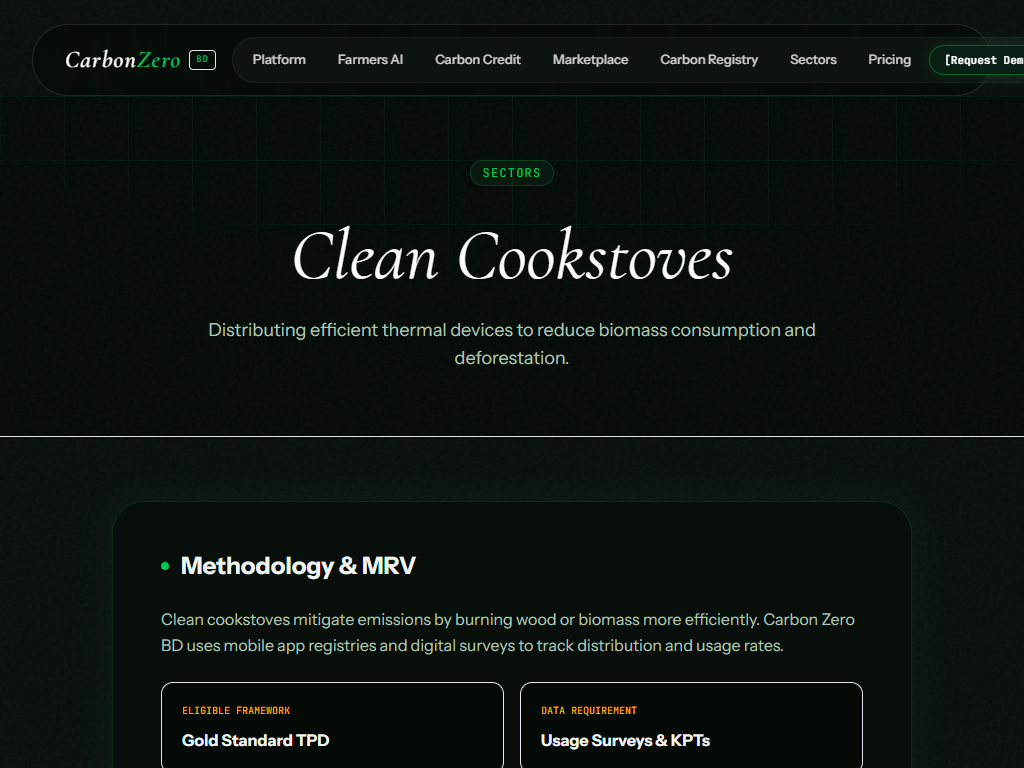 CarbonZero BD Platform Farmers AI Carbon Credit Marketplace Carbon Registry Sectors Pricing [Request Dem
SECTORS
Clean Cookstoves
Distributing efficient thermal devices to reduce biomass consumption and
deforestation.
Methodology & MRV
Clean cookstoves mitigate emissions by burning wood or biomass more efficiently. Carbon Zero
BD uses mobile app registries and digital surveys to track distribution and usage rates.
ELIGIBLE FRAMEWORK
Gold Standard TPD
DATA REQUIREMENT
Usage Surveys & KPTs